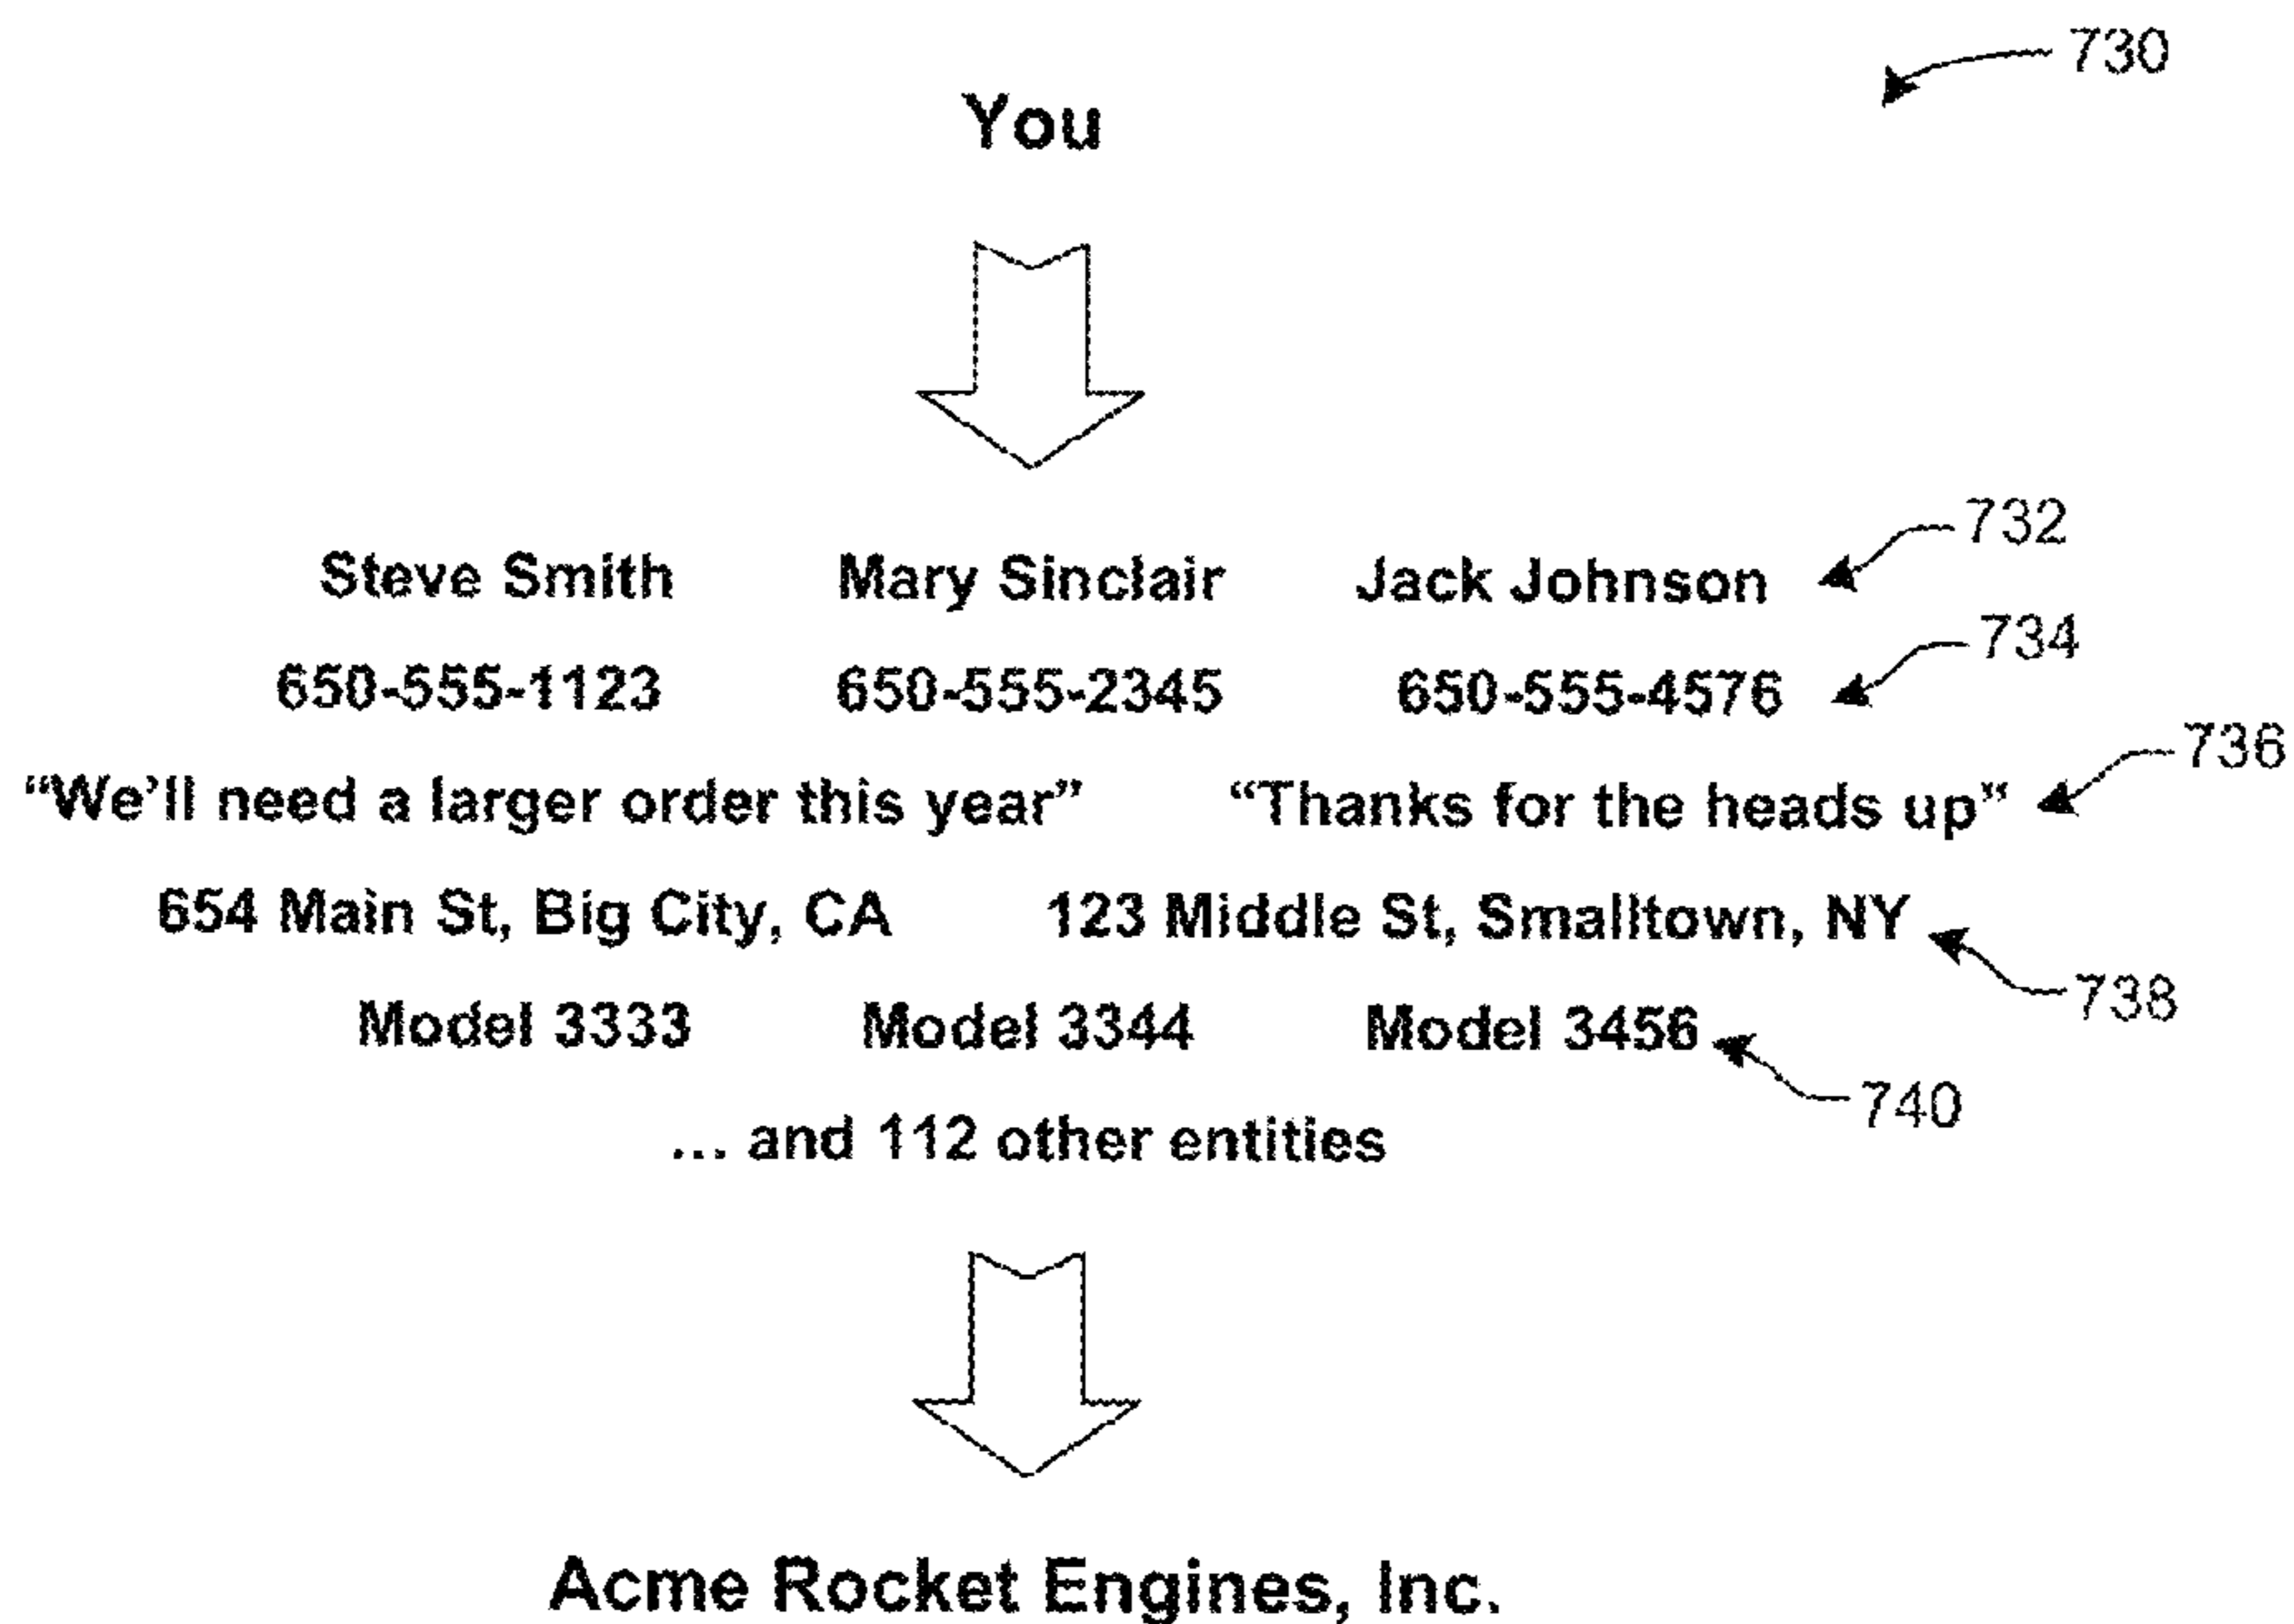 730
You
732
Steve Smith Mary Sinclair Jack Johnson
734
650-555-1123 650-555-2345 650-555-4576
736
“We’ll need a larger order this year” “Thanks for the heads up”
654 Main St, Big City, CA 123 Middle St, Smalltown, NY
738
Model 3333 Model 3344 Model 3456
740
... and 112 other entities
Acme Rocket Engines, Inc.